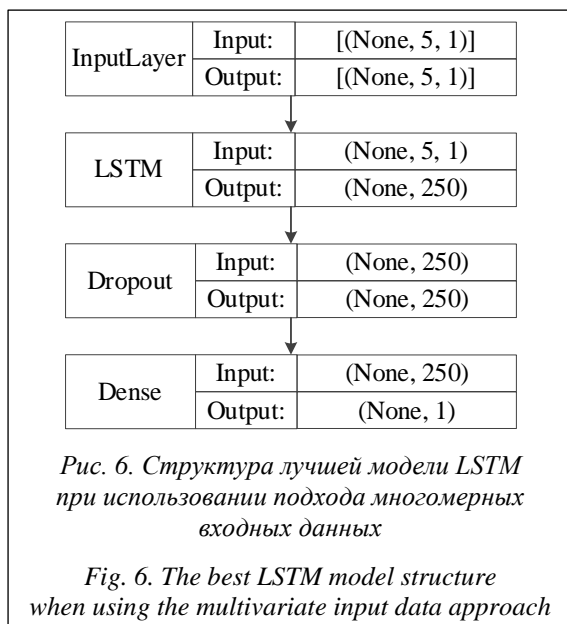 InputLayer Input: [(None, 5, 1)]
Output: [(None, 5, 1)]
LSTM Input: (None, 5, 1)
Output: (None, 250)
Dropout Input: (None, 250)
Output: (None, 250)
Dense Input: (None, 250)
Output: (None, 1)
Рис. 6. Структура лучшей модели LSTM
при использовании подхода многомерных
входных данных
Fig. 6. The best LSTM model structure
when using the multivariate input data approach